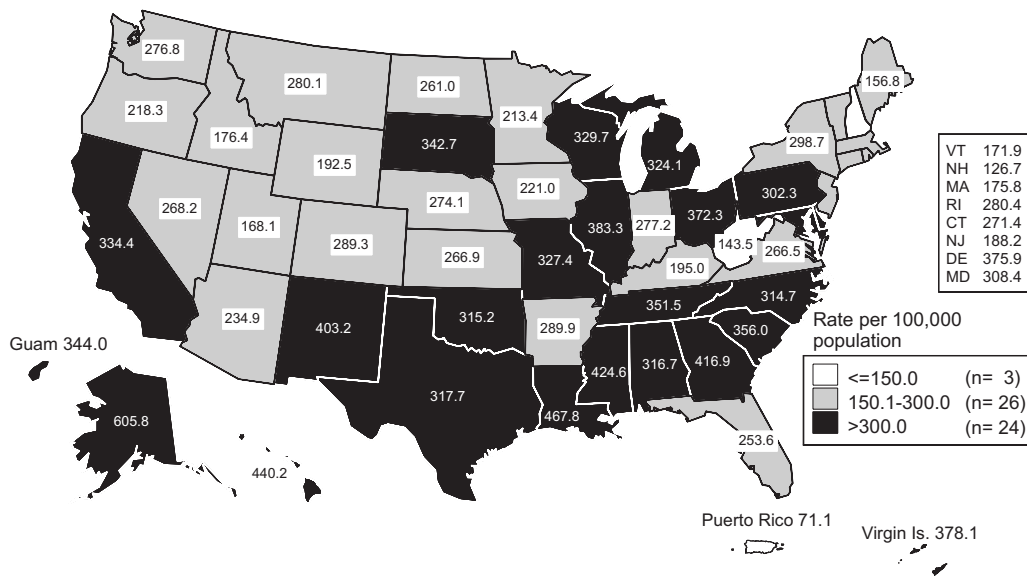 276.8
280.1
261.0
213.4
218.3
176.4
192.5
342.7
329.7
324.1
298.7
156.8
VT 171.9
NH 126.7
MA 175.8
RI 280.4
CT 271.4
NJ 188.2
DE 375.9
MD 308.4
334.4
268.2
168.1
289.3
274.1
221.0
266.9
383.3
277.2
372.3
302.3
143.5
266.5
327.4
195.0
234.9
403.2
315.2
289.9
351.5
314.7
356.0
317.7
467.8
424.6
316.7
416.9
253.6
Guam 344.0
605.8
440.2
Rate per 100,000
population
<=150.0 (n= 3)
150.1-300.0 (n= 26)
>300.0 (n= 24)
Puerto Rico 71.1
Virgin Is. 378.1